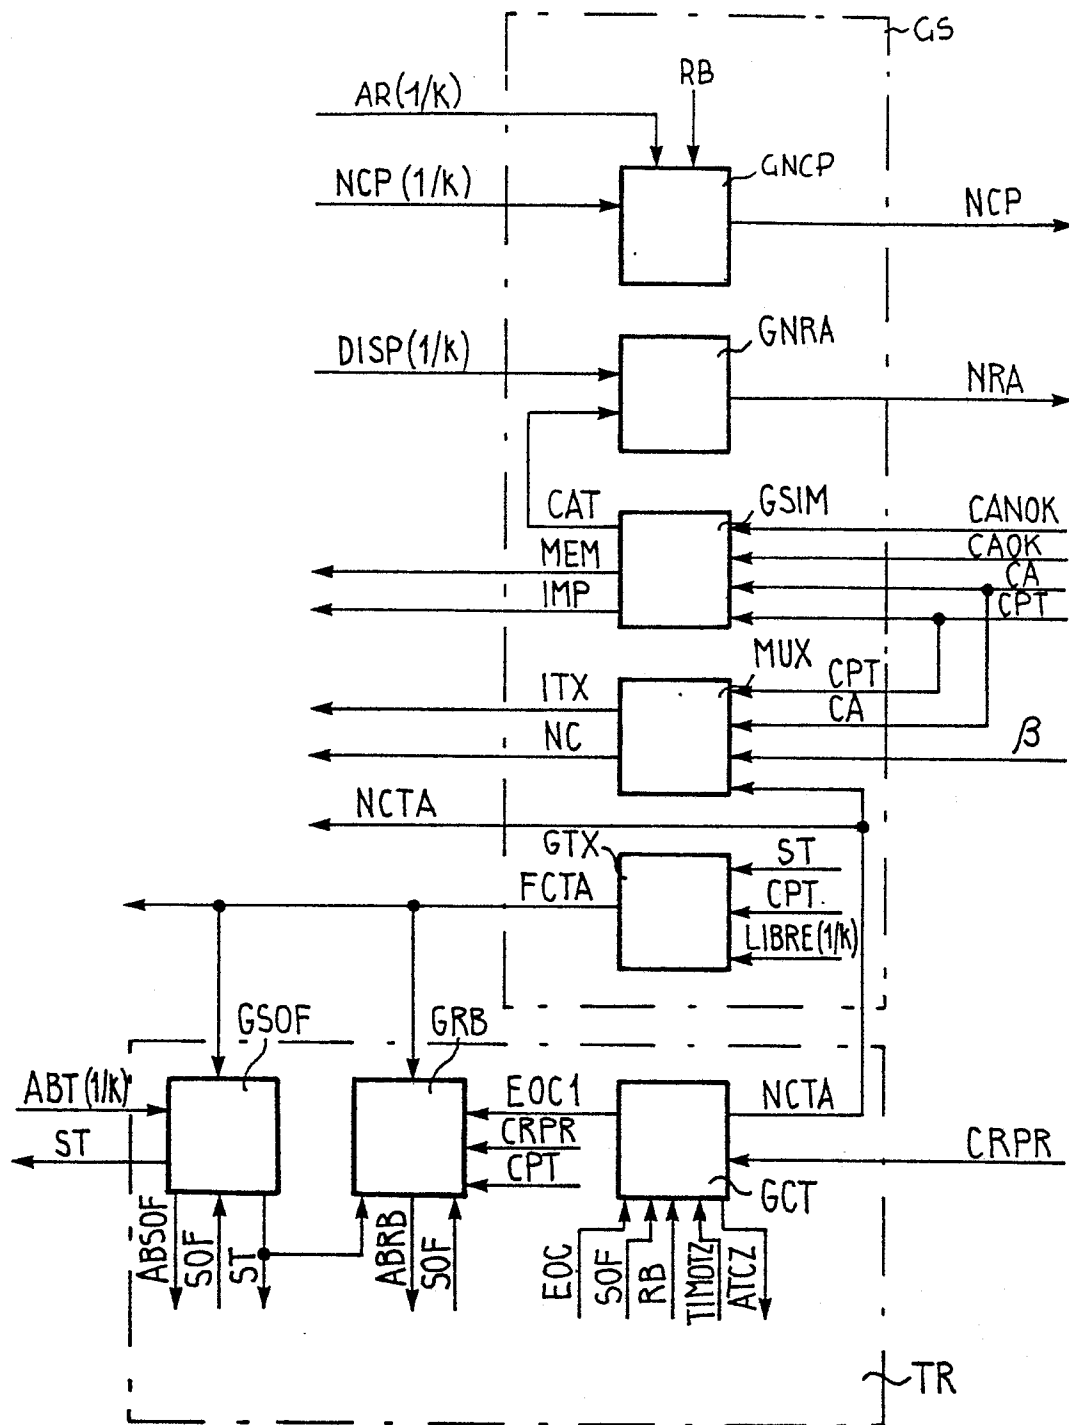 GS
RB
AR(1/K)
GNCP
NCP(1/K)
NCP
GNRA
DISP(1/K)
NRA
GSIM
CAT
CANOK
MEM
CAOK
CA
IMP
CPT
MUX
CPT
ITX
CA
NC
β
NCTA
GTX
ST
FCTA
CPT
LIBRE(1/K)
GSOF
GRB
ABT(1/K)
EOC1
NCTA
CRPR
ST
CPT
CRPR
GCT
ABSOF
SOF
ST
ABRB
SOF
EOC
SOF
RB
TIMOTZ
ATCZ
TR